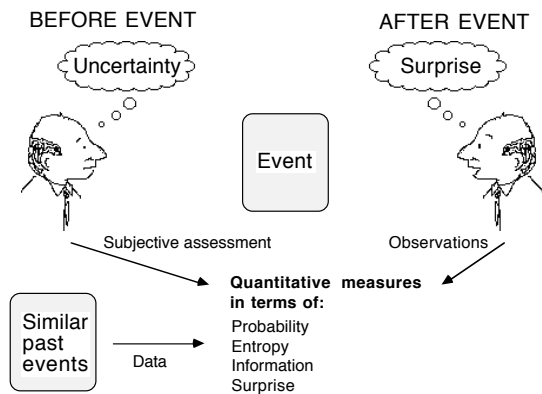 BEFORE EVENT
AFTER EVENT
Uncertainty
Surprise
Event
Subjective assessment
Observations
Quantitative measures
in terms of:
Probability
Entropy
Information
Surprise
Similar
past
events
Data